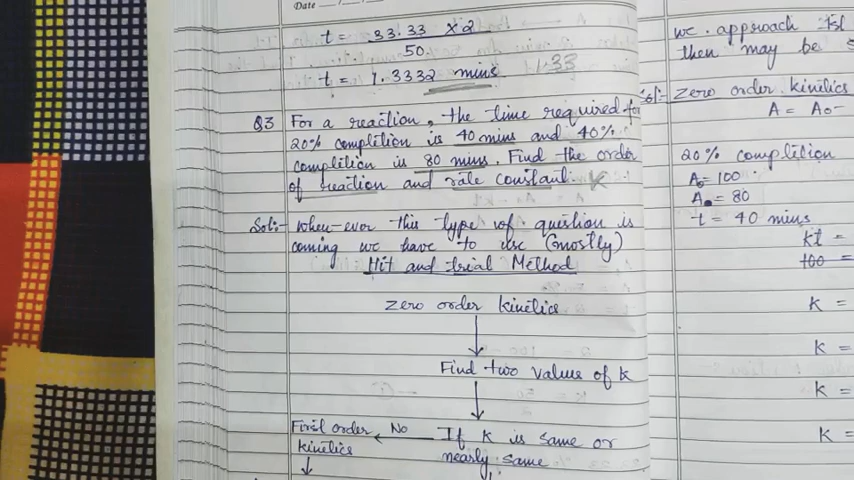 Date
t = 33.33 × 2
50
t = 1.3332 mins 1.33
Q3 For a reaction, the time required for
20% complition is 40 mins and 40%
complition is 80 mins. Find the order
of reaction and rate constant. K
Sol:- when-ever this type of question is
coming we have to use (mostly)
Hit and trial Method
Zero order kinetics
Find two values of k
If K is same or
nearly same
No
First order
kinetics
we approach Ist
then may be
Sol:- Zero order kinetics
A = A₀ -
20% complition
A₀ = 100
A = 80
t = 40 mins
kt =
100 =
K =
K =
K =
K =